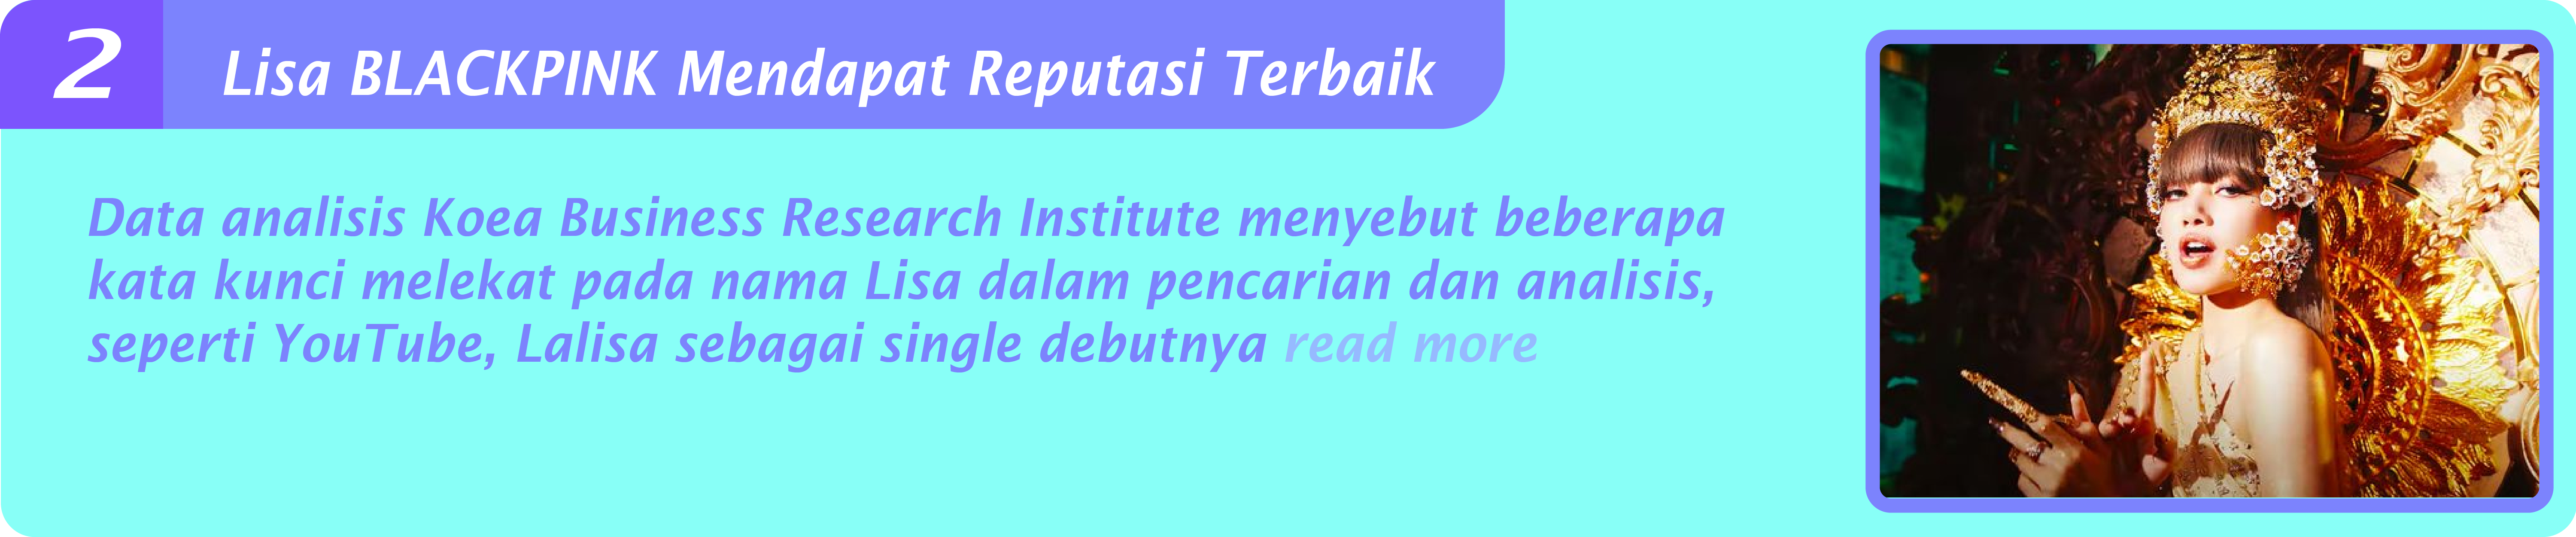 2
Lisa BLACKPINK Mendapat Reputasi Terbaik
Data analisis Koea Business Research Institute menyebut beberapa
kata kunci melekat pada nama Lisa dalam pencarian dan analisis,
seperti YouTube, Lalisa sebagai single debutnya read more